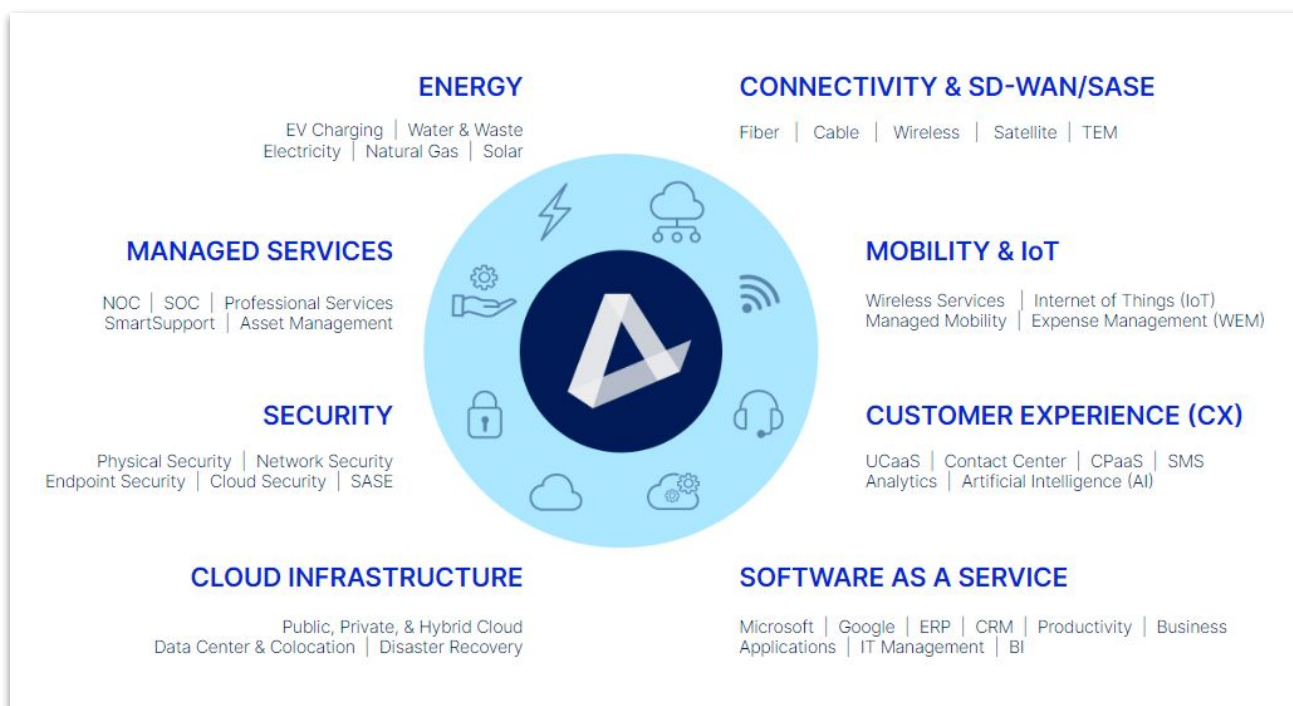 ENERGY
EV Charging | Water & Waste
Electricity | Natural Gas | Solar
CONNECTIVITY & SD-WAN/SASE
Fiber | Cable | Wireless | Satellite | TEM
MANAGED SERVICES
NOC | SOC | Professional Services
SmartSupport | Asset Management
MOBILITY & IoT
Wireless Services | Internet of Things (IoT)
Managed Mobility | Expense Management (WEM)
SECURITY
Physical Security | Network Security
Endpoint Security | Cloud Security | SASE
CUSTOMER EXPERIENCE (CX)
UCaaS | Contact Center | CPaaS | SMS
Analytics | Artificial Intelligence (AI)
CLOUD INFRASTRUCTURE
Public, Private, & Hybrid Cloud
Data Center & Colocation | Disaster Recovery
SOFTWARE AS A SERVICE
Microsoft | Google | ERP | CRM | Productivity | Business
Applications | IT Management | BI